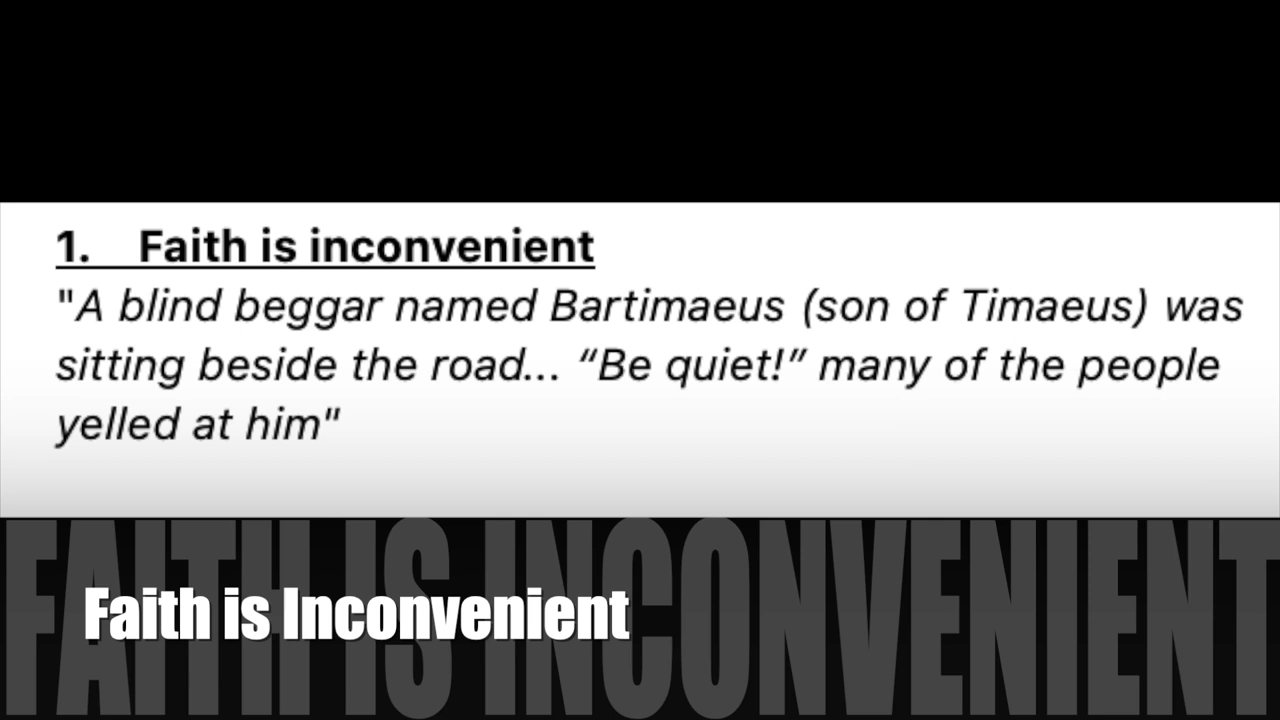 1. Faith is inconvenient
"A blind beggar named Bartimaeus (son of Timaeus) was
sitting beside the road... “Be quiet!” many of the people
yelled at him"
FAITH IS INCONVENIENT
Faith is Inconvenient